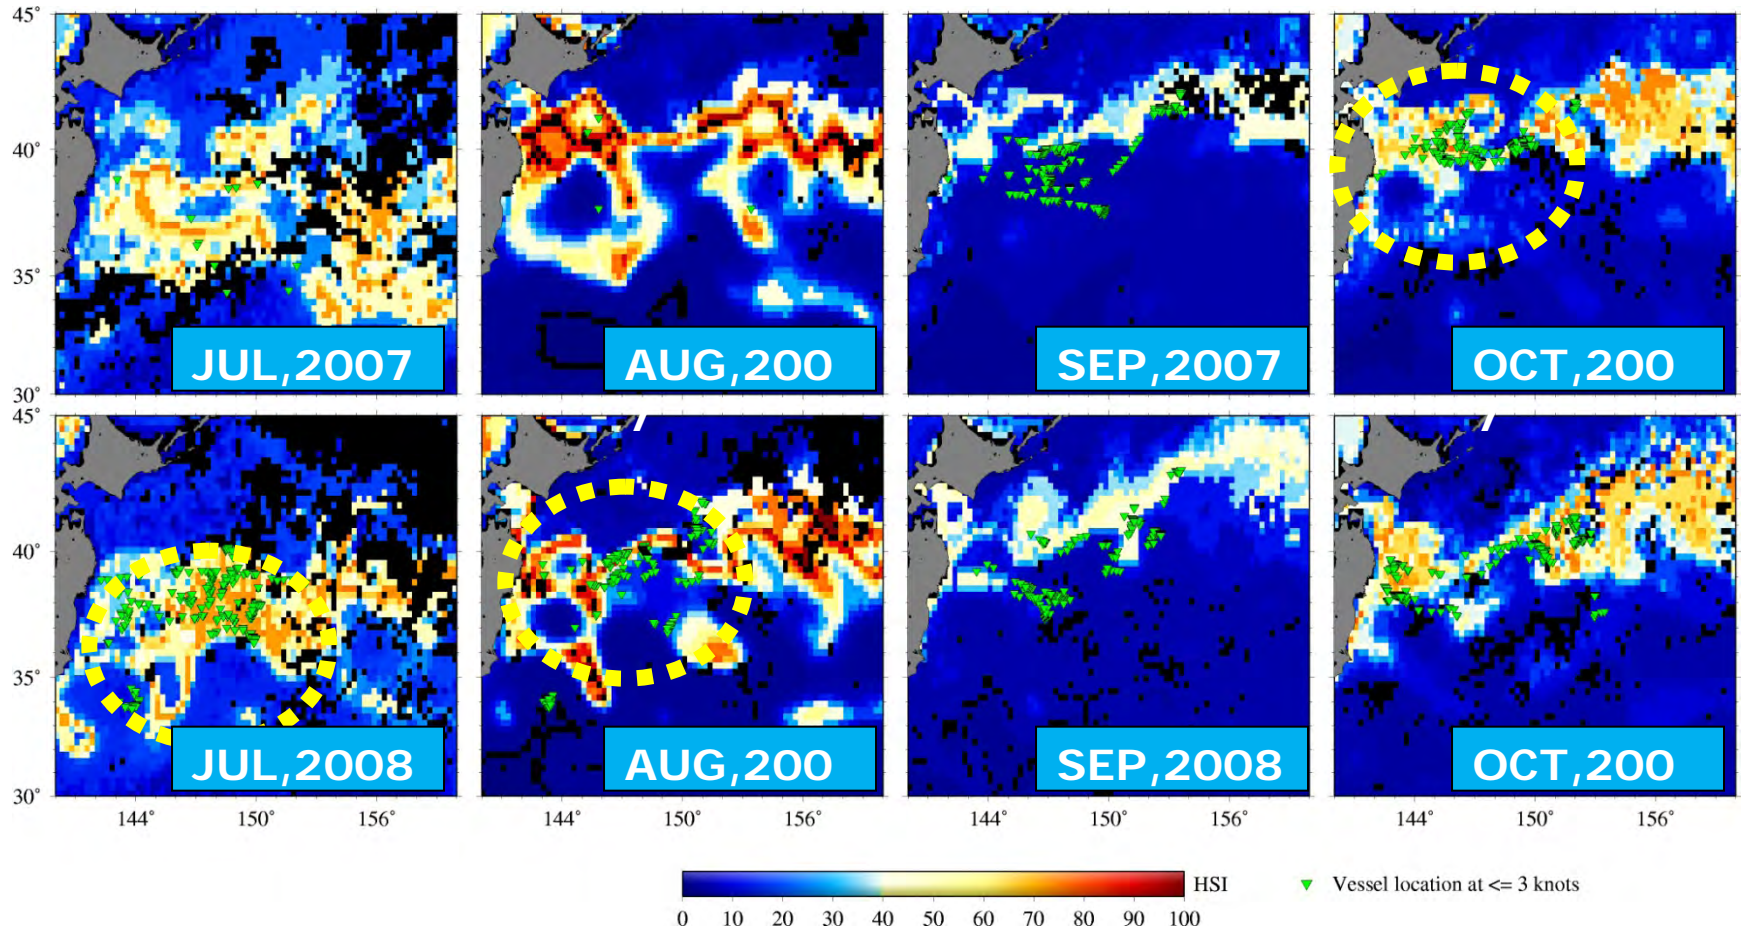 45°
40°
35°
30°
JUL,2007
AUG,200
7
SEP,2007
OCT,200
7
45°
40°
35°
30°
JUL,2008
AUG,200
SEP,2008
OCT,200
144° 150° 156° 144° 150° 156° 144° 150° 156° 144° 150° 156°
HSI
0 10 20 30 40 50 60 70 80 90 100
Vessel location at <= 3 knots